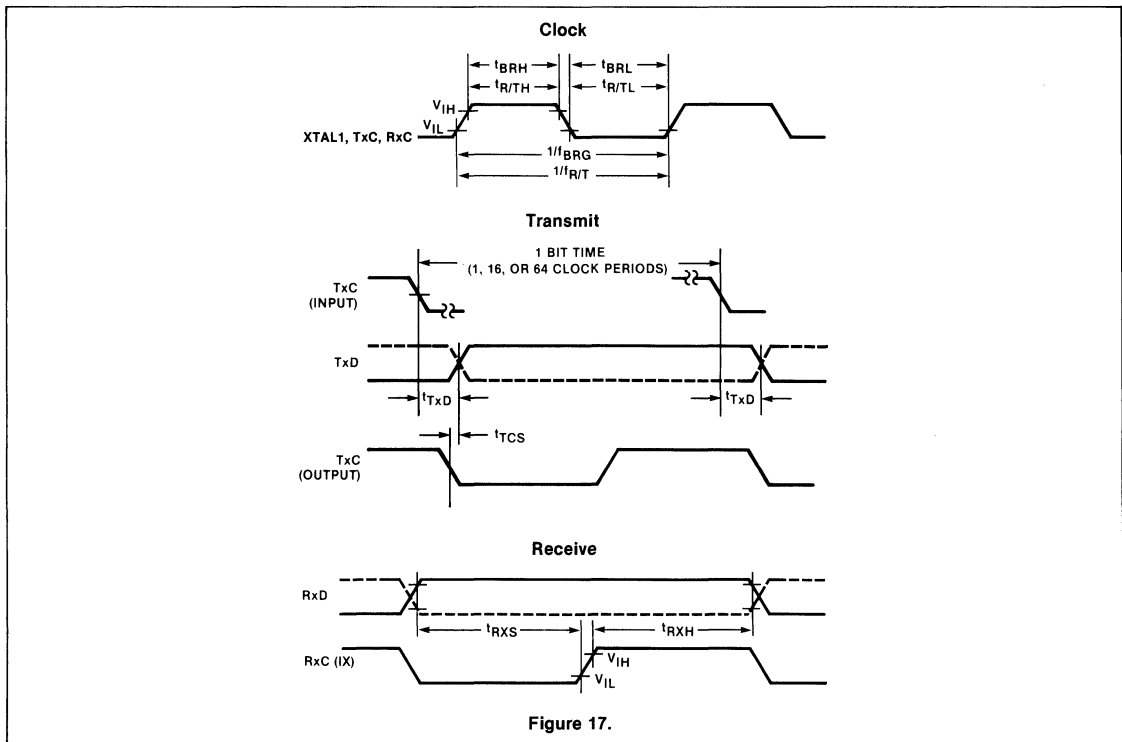 Clock
tBRH tBRL
tR/TH tR/TL
VIH
VIL
XTAL1, TxC, RxC
1/fBRG
1/fR/T
Transmit
1 BIT TIME
(1, 16, OR 64 CLOCK PERIODS)
TxC
(INPUT)
TxD
tTxD tTxD
tTCS
TxC
(OUTPUT)
Receive
RxD
tRXS tRXH
RxC (IX)
VIH
VIL
Figure 17.